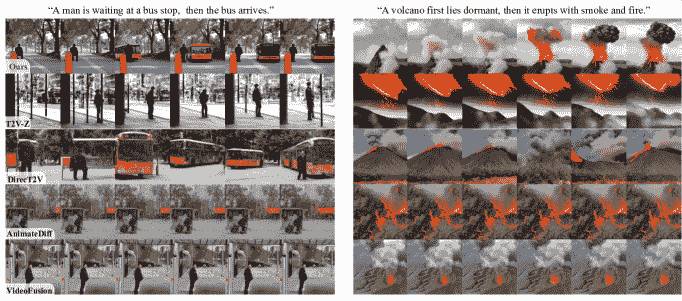 “A man is waiting at a bus stop, then the bus arrives.”
“A volcano first lies dormant, then it erupts with smoke and fire.”
Ours
T2V-Z
DirecT2V
AnimateDiff
VideoFusion